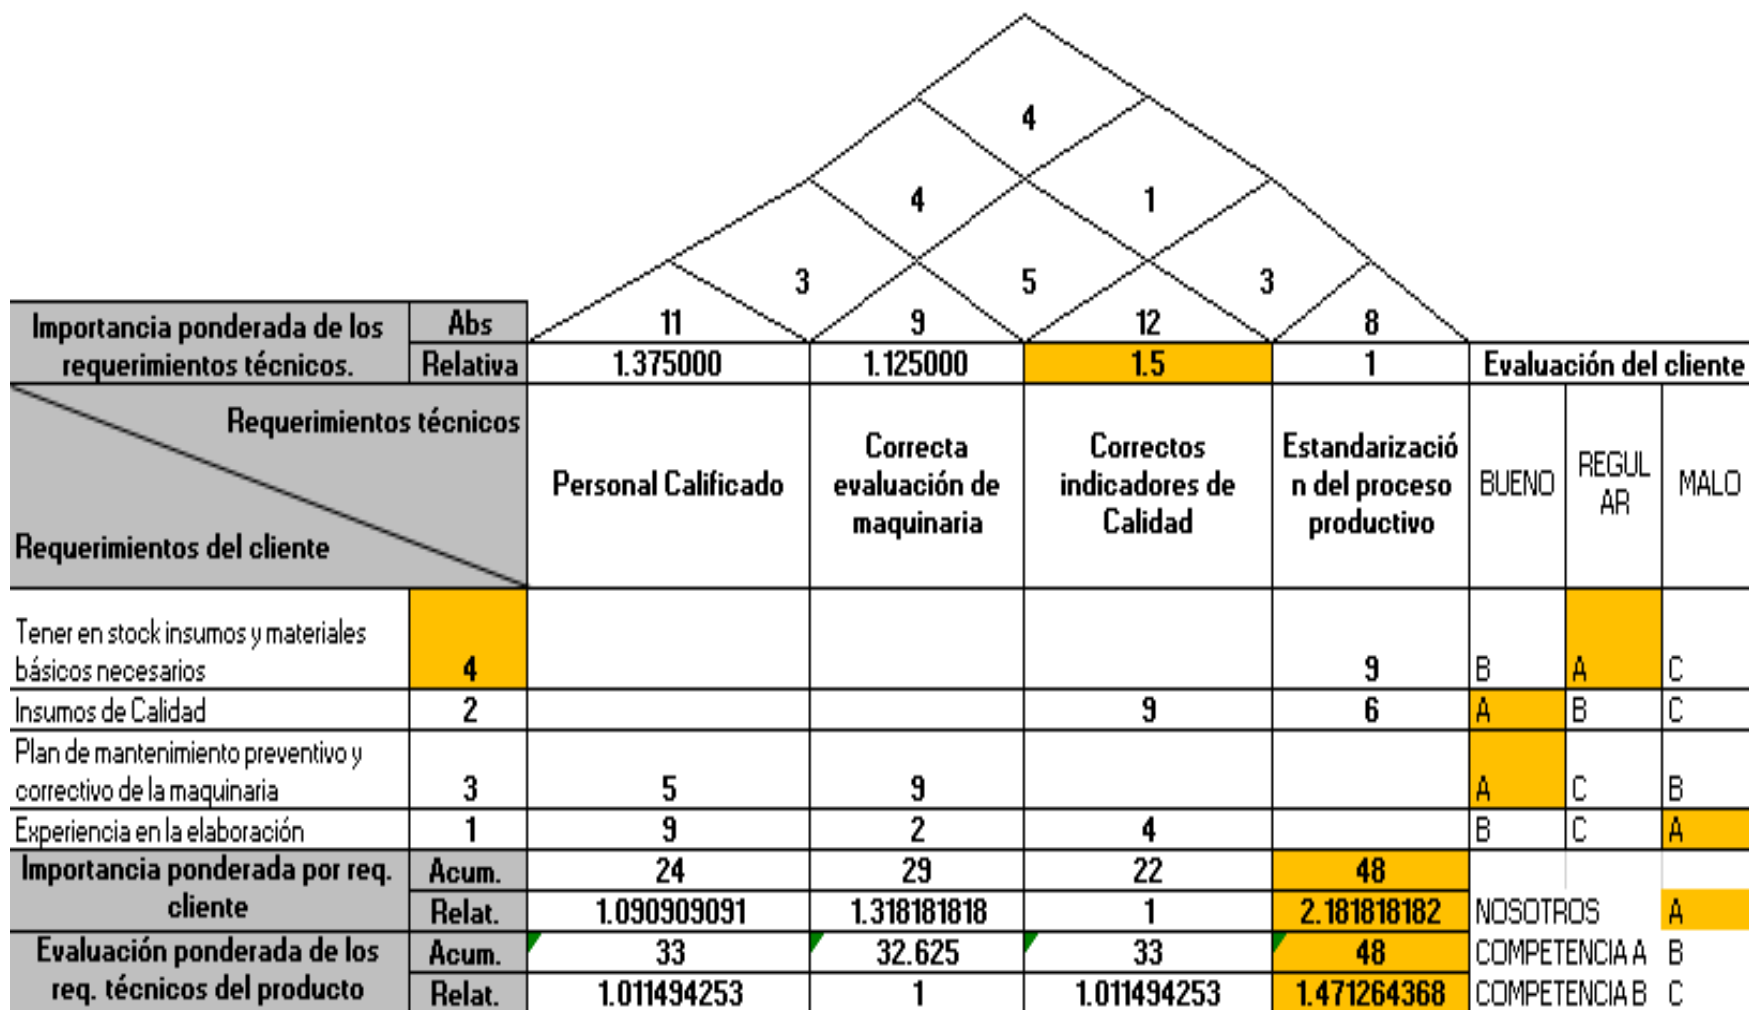 4
4 1
3 5 3
Importancia ponderada de los requerimientos técnicos. Abs 11 9 12 8
Relativa 1.375000 1.125000 1.5 1 Evaluación del cliente
Requerimientos técnicos
Requerimientos del cliente
Personal Calificado
Correcta
evaluación de
maquinaria
Correctos
indicadores de
Calidad
Estandarizació
n del proceso
productivo
BUENO
REGUL
AR
MALO
Tener en stock insumos y materiales
básicos necesarios 4 9 B A C
Insumos de Calidad 2 9 6 A B C
Plan de mantenimiento preventivo y
correctivo de la maquinaria 3 5 9 A C B
Experiencia en la elaboración 1 9 2 4 B C A
Importancia ponderada por req.
cliente
Acum. 24 29 22 48
Relat. 1.090909091 1.318181818 1 2.181818182 NOSOTROS A
Evaluación ponderada de los
req. técnicos del producto
Acum. 33 32.625 33 48 COMPETENCIA A B
Relat. 1.011494253 1 1.011494253 1.471264368 COMPETENCIA B C